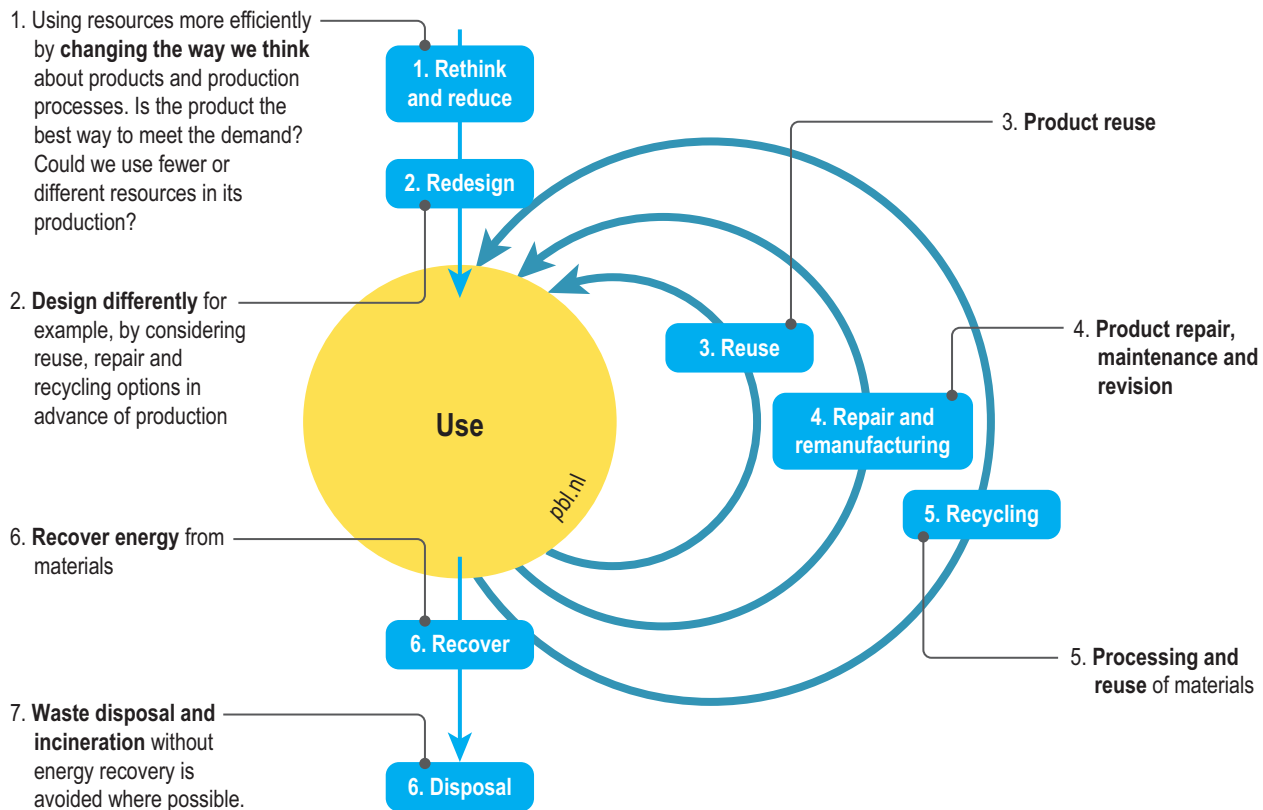 1. Using resources more efficiently
by changing the way we think
about products and production
processes. Is the product the
best way to meet the demand?
Could we use fewer or
different resources in its
production?
1. Rethink
and reduce
3. Product reuse
2. Redesign
2. Design differently for
example, by considering
reuse, repair and
recycling options in
advance of production
3. Reuse
4. Product repair,
maintenance and
revision
Use
4. Repair and
remanufacturing
pbl.nl
5. Recycling
6. Recover energy from
materials
6. Recover
5. Processing and
reuse of materials
7. Waste disposal and
incineration without
energy recovery is
avoided where possible.
6. Disposal